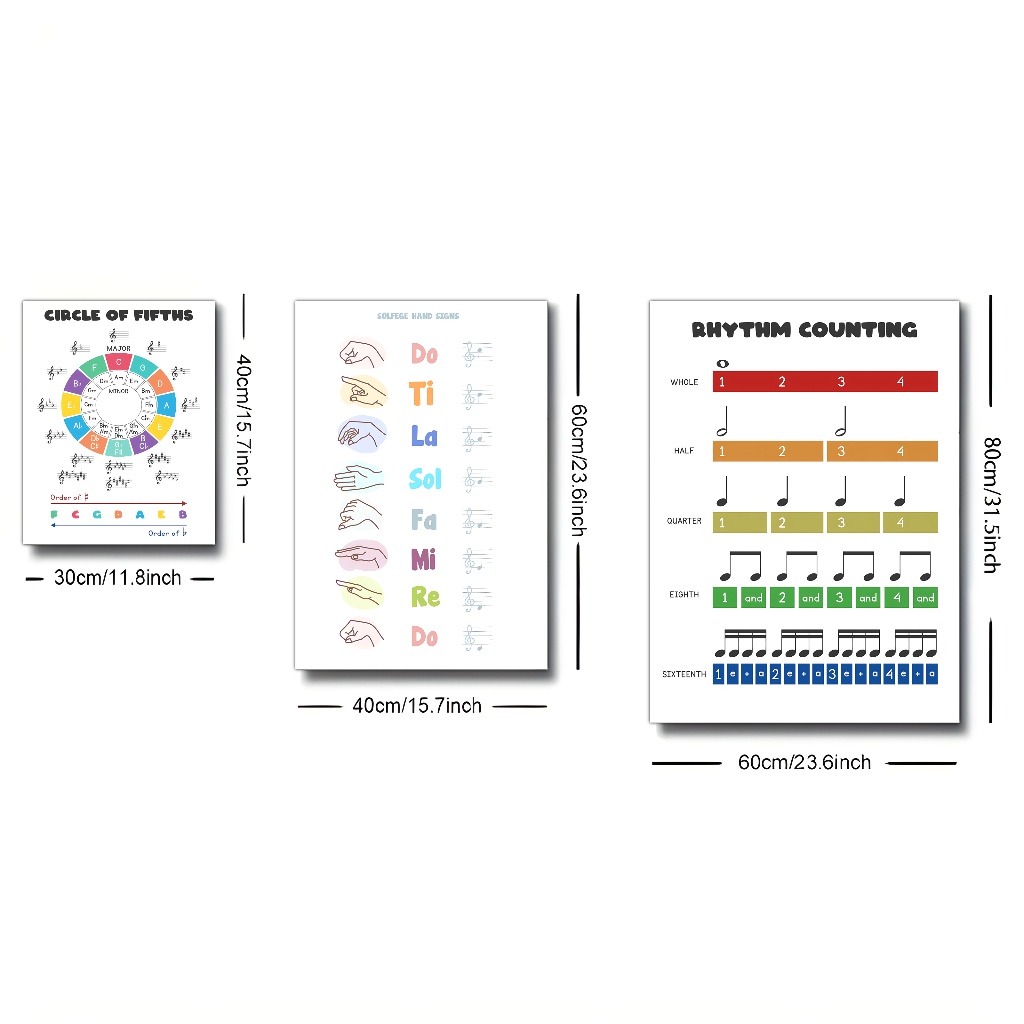 CIRCLE OF FIFTHS
MAJOR
C
F
G
B♭
D
A
A♭
E
MINOR
Am
Dm
Em
Bm
Order of ♯
F C G D A E B
Order of ♭
40cm/15.7inch
30cm/11.8inch
SOLFEGE HAND SIGNS
Do
Ti
La
Sol
Fa
Mi
Re
Do
60cm/23.6inch
40cm/15.7inch
RHYTHM COUNTING
WHOLE 1 2 3 4
HALF 1 2 3 4
QUARTER 1 2 3 4
EIGHTH 1 and 2 and 3 and 4 and
SIXTEENTH 1 e + a 2 e + a 3 e + a 4 e + a
80cm/31.5inch
60cm/23.6inch